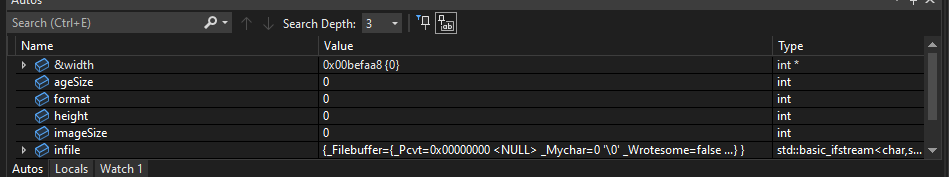 Autos
Search (Ctrl+E) Search Depth: 3
Name Value Type
&width 0x00befaa8 {0} int *
ageSize 0 int
format 0 int
height 0 int
imageSize 0 int
infile {_Filebuffer={_Pcvt=0x00000000 <NULL> _Mychar=0 '\0' _Wrotesome=false ...} } std::basic_ifstream<char,s...
Autos Locals Watch 1